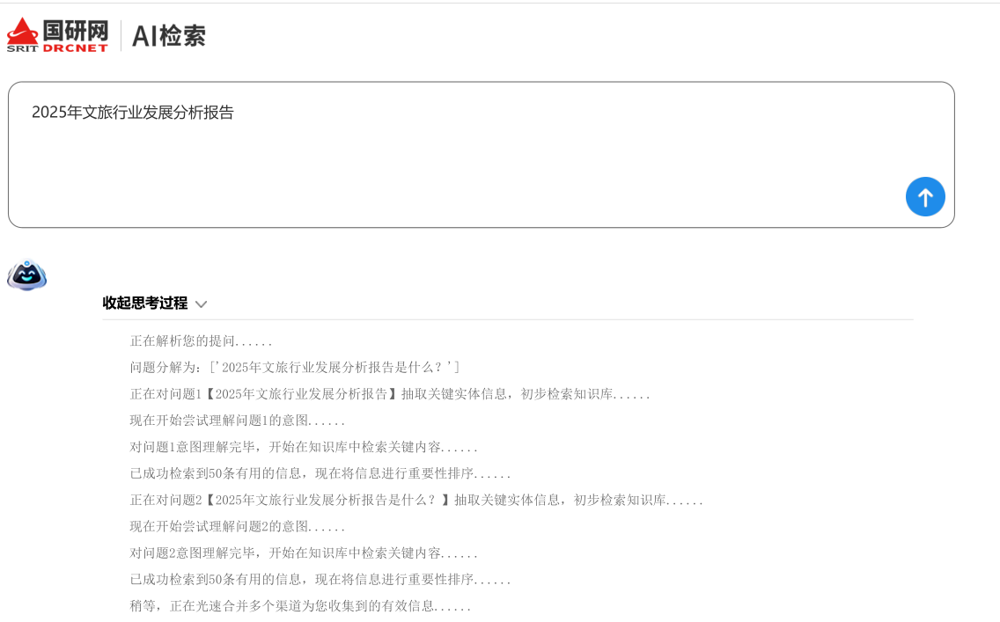 国研网
SRIT DRCNET
AI检索
2025年文旅行业发展分析报告
收起思考过程
正在解析您的提问......
问题分解为：['2025年文旅行业发展分析报告是什么？']
正在对问题1【2025年文旅行业发展分析报告】抽取关键实体信息，初步检索知识库......
现在开始尝试理解问题1的意图......
对问题1意图理解完毕，开始在知识库中检索关键内容......
已成功检索到50条有用的信息，现在将信息进行重要性排序......
正在对问题2【2025年文旅行业发展分析报告是什么？】抽取关键实体信息，初步检索知识库......
现在开始尝试理解问题2的意图......
对问题2意图理解完毕，开始在知识库中检索关键内容......
已成功检索到50条有用的信息，现在将信息进行重要性排序......
稍等，正在光速合并多个渠道为您收集到的有效信息......